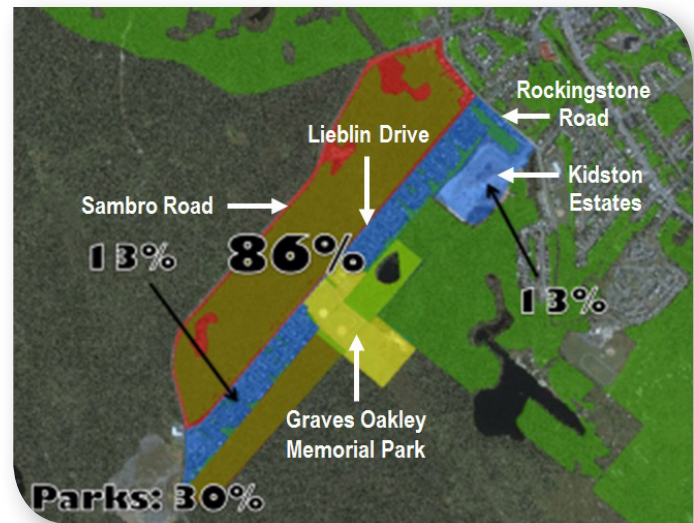 Rockingstone
Road
Lieblin Drive
Kidston
Estates
Sambro Road
13%
86%
13%
Graves Oakley
Memorial Park
Parks: 30%